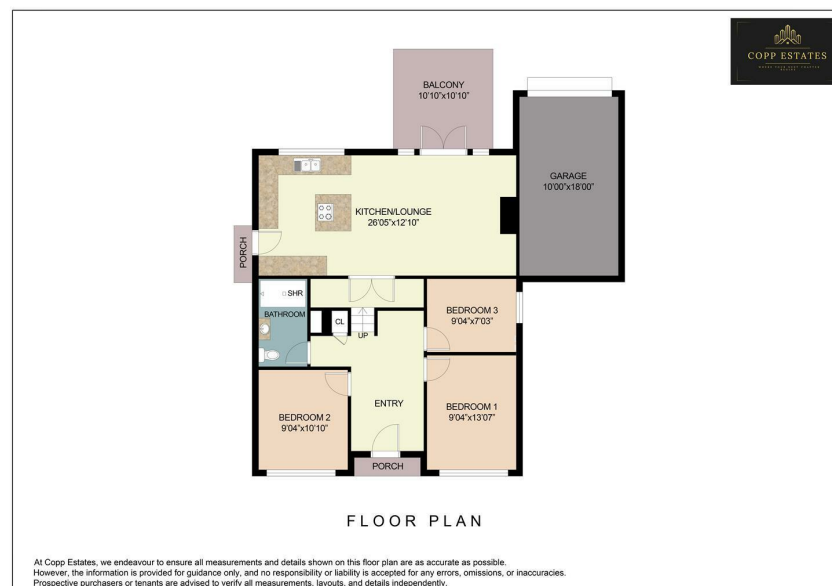 COPP ESTATES
BALCONY
10'10"x10'10"
GARAGE
10'00"x18'00"
KITCHEN/LOUNGE
26'05"x12'10"
PORCH
SHR
BATHROOM
CL
UP
BEDROOM 3
9'04"x7'03"
ENTRY
BEDROOM 2
9'04"x10'10"
BEDROOM 1
9'04"x13'07"
PORCH
FLOOR PLAN
At Copp Estates, we endeavour to ensure all measurements and details shown on this floor plan are as accurate as possible.
However, the information is provided for guidance only, and no responsibility or liability is accepted for any errors, omissions, or inaccuracies.
Prospective purchasers or tenants are advised to verify all measurements, layouts, and details independently.